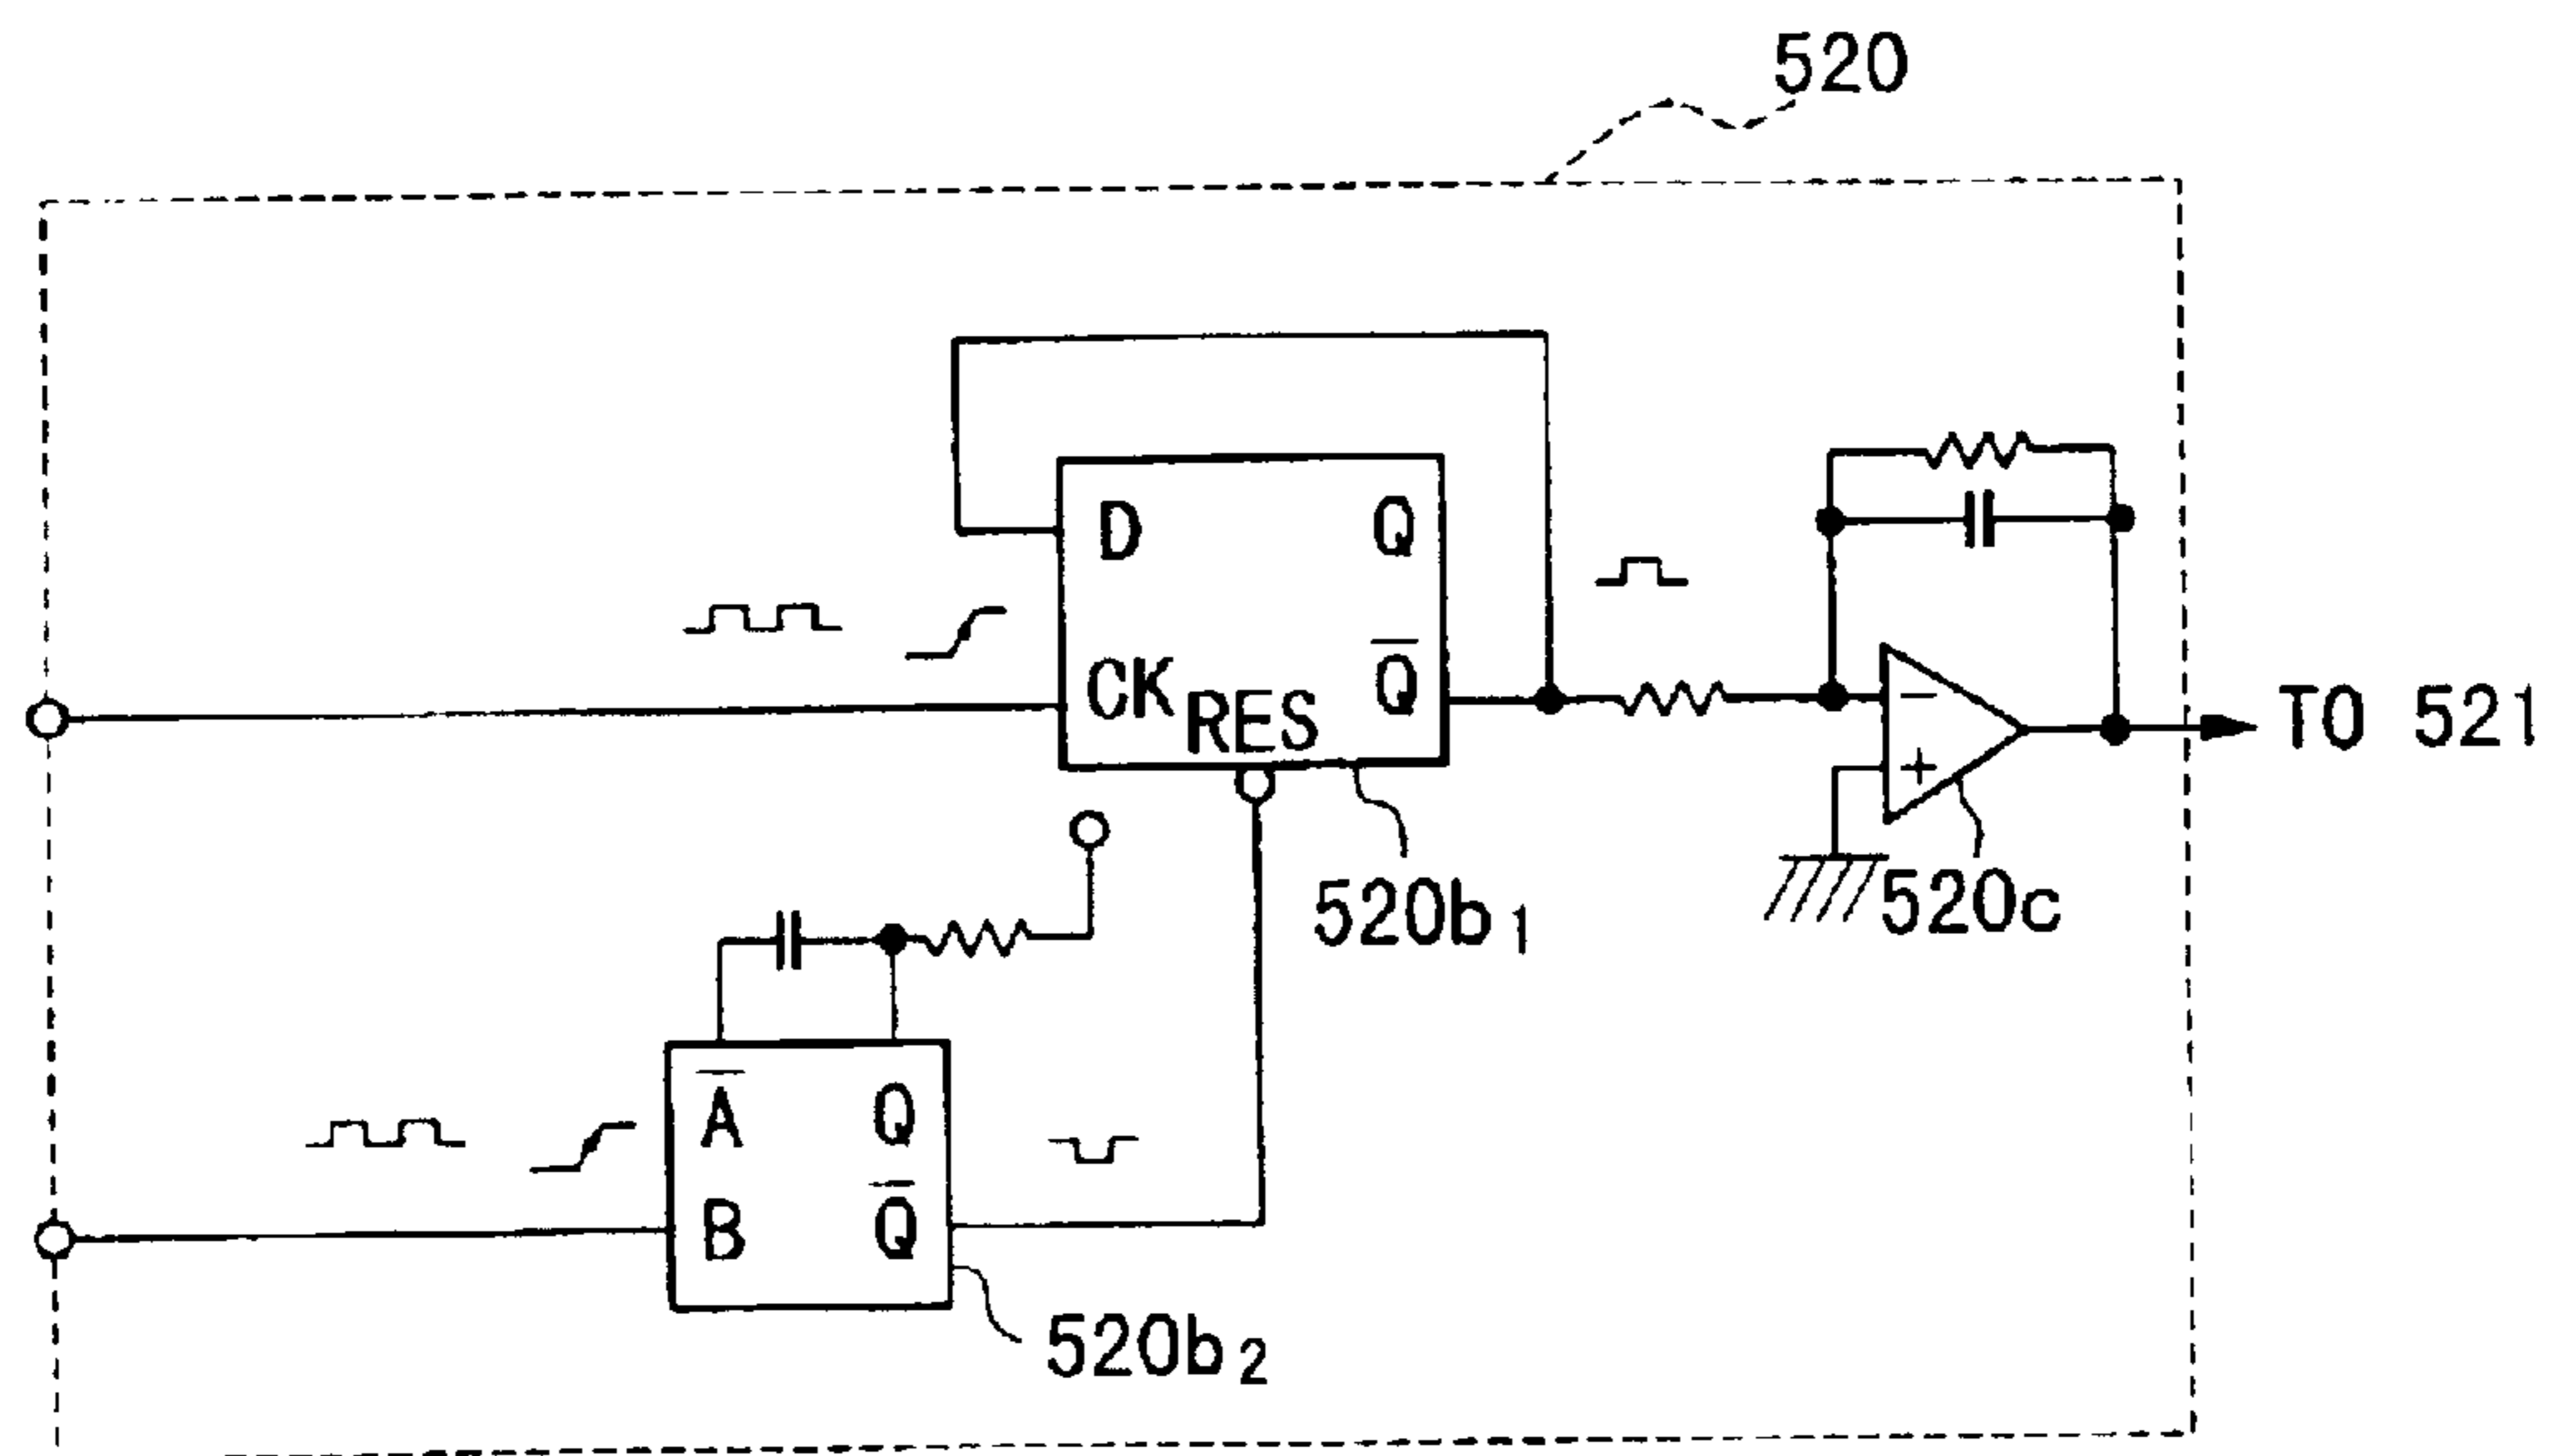 520
D Q
CK Q̅
RES
TO 521
−
+
520b₁
520c
A̅ Q
B Q̅
520b₂